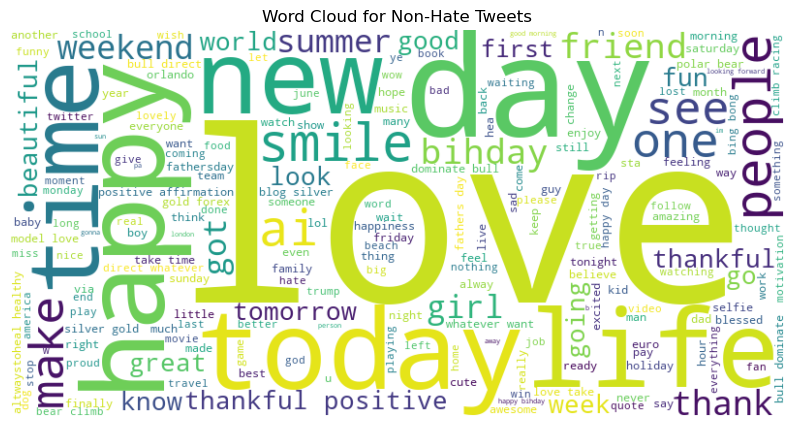 Word Cloud for Non-Hate Tweets
another school wish let ye n soon morning
weekend world summer good first friend people
funny bull direct wow book next saturday
orlando june hope bad waiting change polar bear looking forward
beautiful year new day fun see climb racing
twitter lovely music back lost month
everyone watch show many hea enjoy one bing bong
happy time smile bihday still is
sun want food looking sta feeling way
moment give coming fathersday face dominate bull rip something
monday pa team look come guy
positive affirmation blog silver sad
baby long real gold forex someone word please keep follow thought
boy think done lol ai wait happiness amazing
model love gonna london got friday fathers day live happy day getting true
miss nice even beach thing feel tonight thankful
take time family big nothing believe watching go motivation
via direct whatever sunday hate trump alway kid work
end little tomorrow night girl going excited video selfie
america play last better whatever want man dad blessed
silver gold much love life
altwaystoheal healthy w right movie made today god playing left home job euro hour
make stop proud great game person away really pay everything bull dominate
dog travel best u cute ready holiday fan
finally know thankful positive win love take never week say thank
bear climb awesome happy bihday quote
good morning